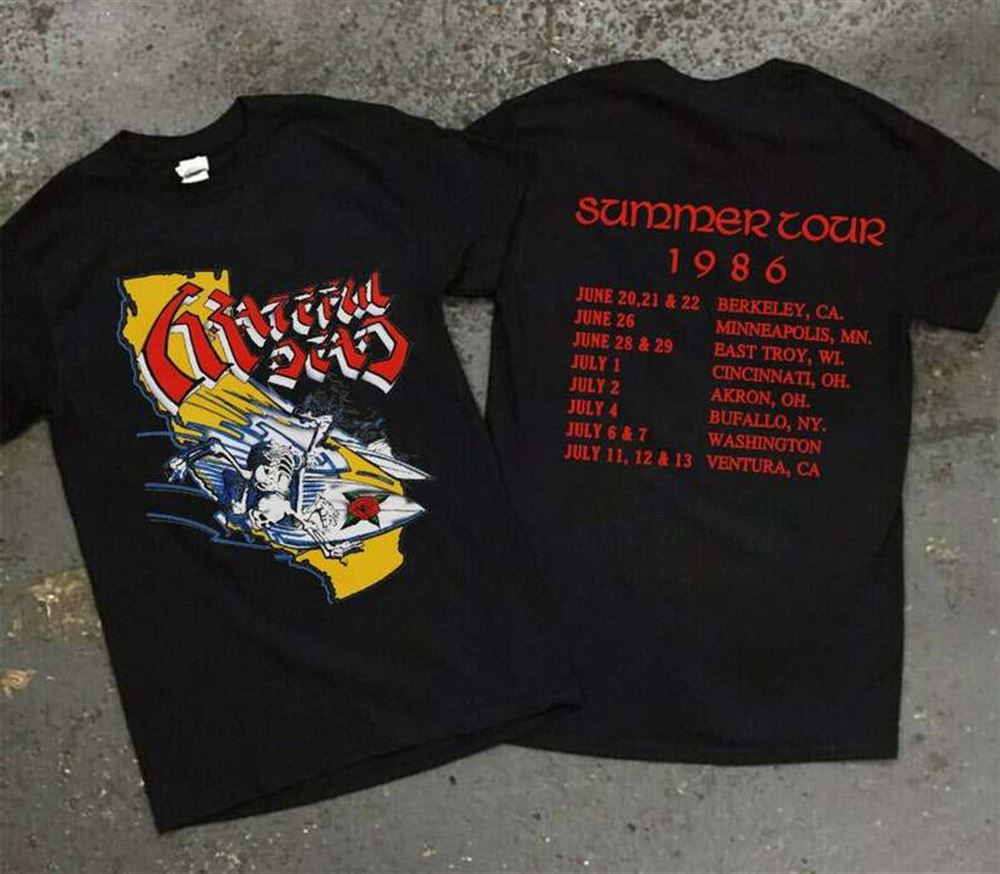 GRATEFUL
DEAD
SUMMER TOUR
1986
JUNE 20,21 & 22 BERKELEY, CA.
JUNE 26 MINNEAPOLIS, MN.
JUNE 28 & 29 EAST TROY, WI.
JULY 1 CINCINNATI, OH.
JULY 2 AKRON, OH.
JULY 4 BUFALLO, NY.
JULY 6 & 7 WASHINGTON
JULY 11, 12 & 13 VENTURA, CA